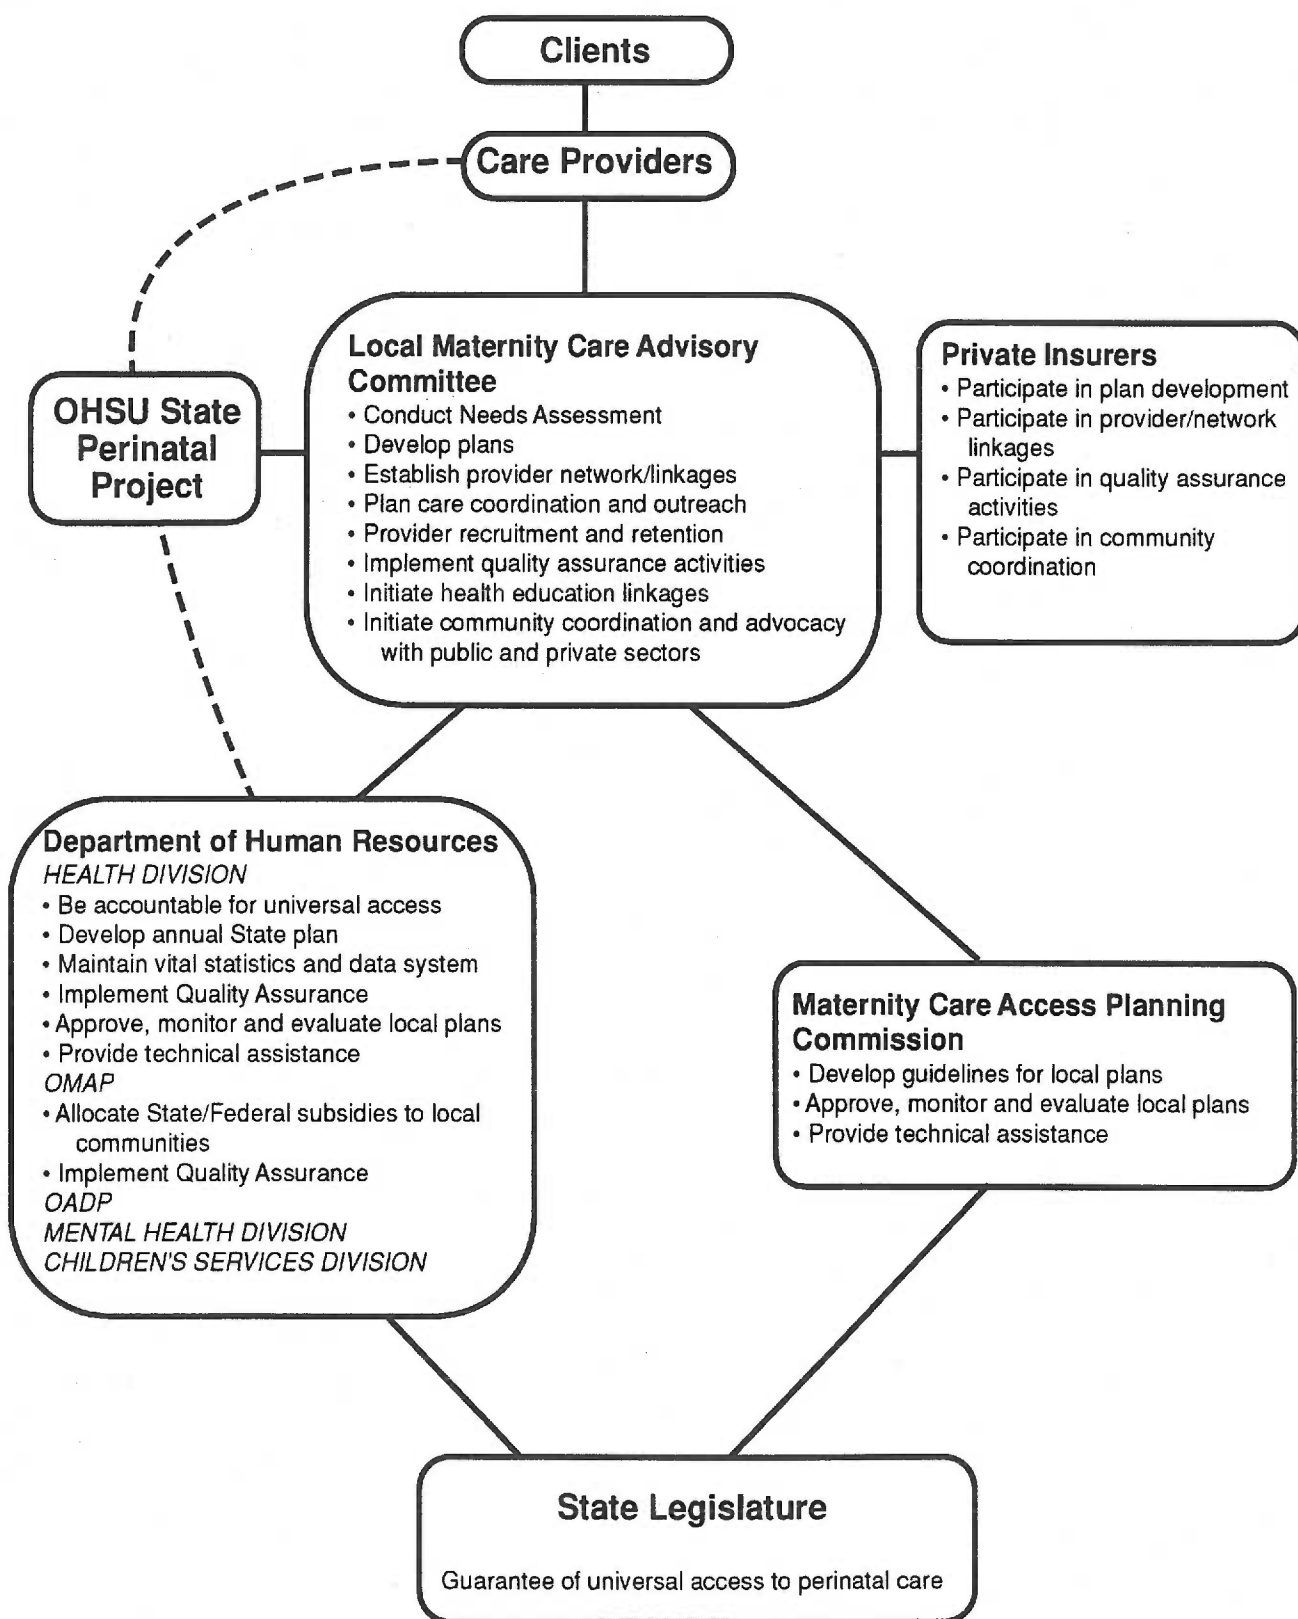 Clients
Care Providers
OHSU State
Perinatal
Project
Local Maternity Care Advisory
Committee
• Conduct Needs Assessment
• Develop plans
• Establish provider network/linkages
• Plan care coordination and outreach
• Provider recruitment and retention
• Implement quality assurance activities
• Initiate health education linkages
• Initiate community coordination and advocacy
with public and private sectors
Private Insurers
• Participate in plan development
• Participate in provider/network
linkages
• Participate in quality assurance
activities
• Participate in community
coordination
Department of Human Resources
HEALTH DIVISION
• Be accountable for universal access
• Develop annual State plan
• Maintain vital statistics and data system
• Implement Quality Assurance
• Approve, monitor and evaluate local plans
• Provide technical assistance
OMAP
• Allocate State/Federal subsidies to local
communities
• Implement Quality Assurance
OADP
MENTAL HEALTH DIVISION
CHILDREN'S SERVICES DIVISION
Maternity Care Access Planning
Commission
• Develop guidelines for local plans
• Approve, monitor and evaluate local plans
• Provide technical assistance
State Legislature
Guarantee of universal access to perinatal care